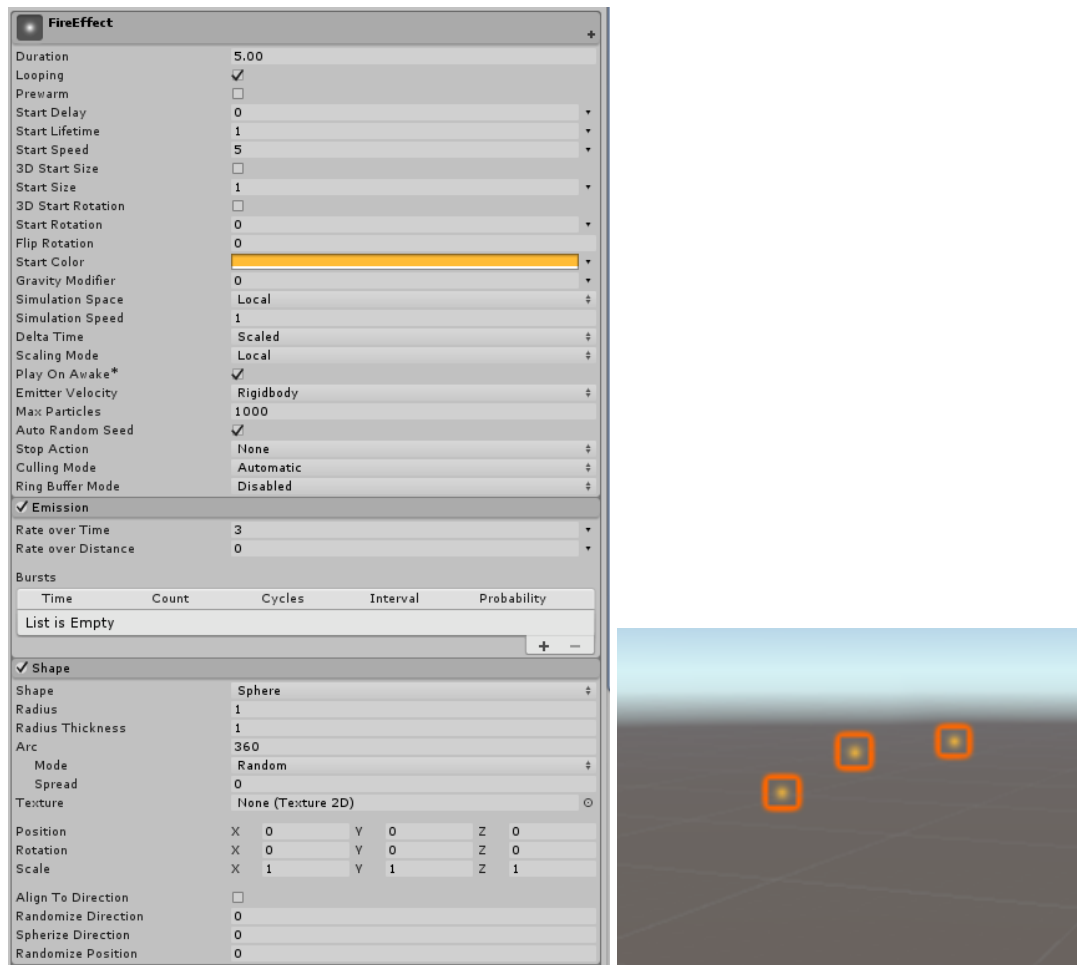 FireEffect
Duration 5.00
Looping
Prewarm
Start Delay 0
Start Lifetime 1
Start Speed 5
3D Start Size
Start Size 1
3D Start Rotation
Start Rotation 0
Flip Rotation 0
Start Color
Gravity Modifier 0
Simulation Space Local
Simulation Speed 1
Delta Time Scaled
Scaling Mode Local
Play On Awake*
Emitter Velocity Rigidbody
Max Particles 1000
Auto Random Seed
Stop Action None
Culling Mode Automatic
Ring Buffer Mode Disabled
Emission
Rate over Time 3
Rate over Distance 0
Bursts
Time Count Cycles Interval Probability
List is Empty
Shape
Shape Sphere
Radius 1
Radius Thickness 1
Arc 360
Mode Random
Spread 0
Texture None (Texture 2D)
Position X 0 Y 0 Z 0
Rotation X 0 Y 0 Z 0
Scale X 1 Y 1 Z 1
Align To Direction
Randomize Direction 0
Spherize Direction 0
Randomize Position 0